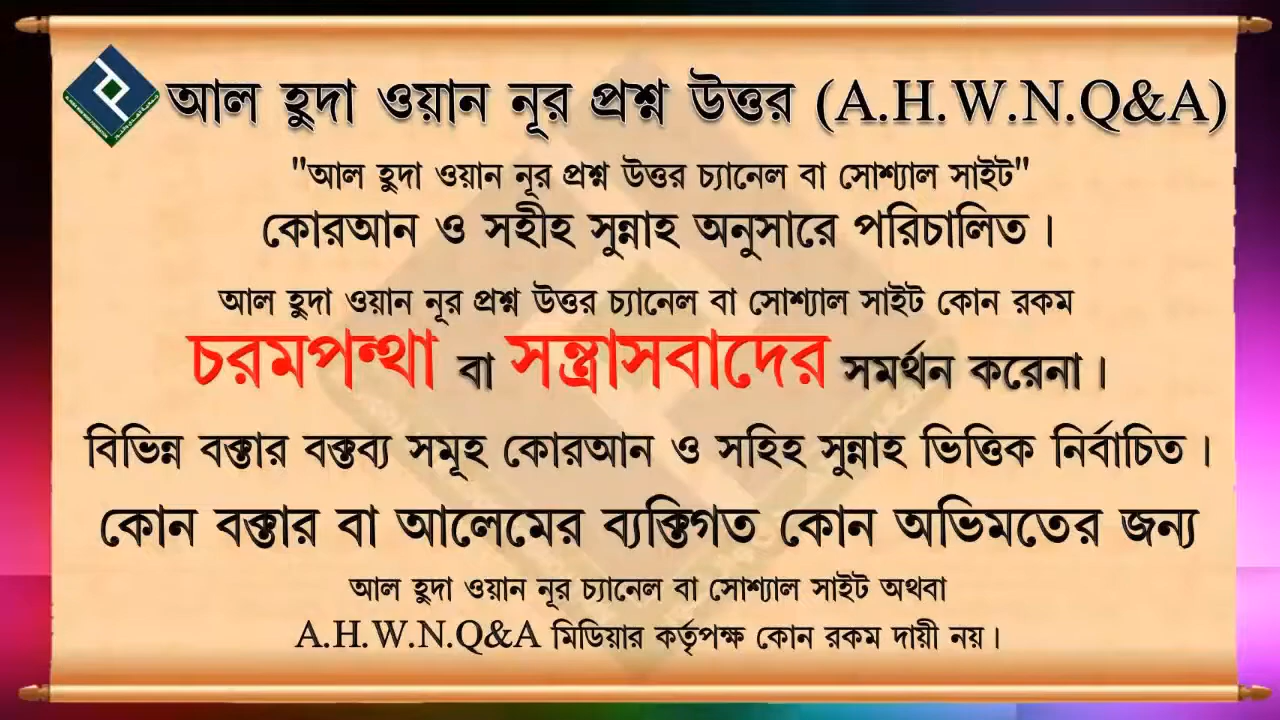 আল হুদা ওয়ান নূর প্রশ্ন উত্তর (A.H.W.N.Q&A)
"আল হুদা ওয়ান নূর প্রশ্ন উত্তর চ্যানেল বা সোশ্যাল সাইট"
কোরআন ও সহীহ সুন্নাহ অনুসারে পরিচালিত ।
আল হুদা ওয়ান নূর প্রশ্ন উত্তর চ্যানেল বা সোশ্যাল সাইট কোন রকম
চরমপন্থা বা সন্ত্রাসবাদের সমর্থন করেনা ।
বিভিন্ন বক্তার বক্তব্য সমূহ কোরআন ও সহিহ সুন্নাহ ভিত্তিক নির্বাচিত ।
কোন বক্তার বা আলেমের ব্যক্তিগত কোন অভিমতের জন্য
আল হুদা ওয়ান নূর চ্যানেল বা সোশ্যাল সাইট অথবা
A.H.W.N.Q&A মিডিয়ার কর্তৃপক্ষ কোন রকম দায়ী নয় ।